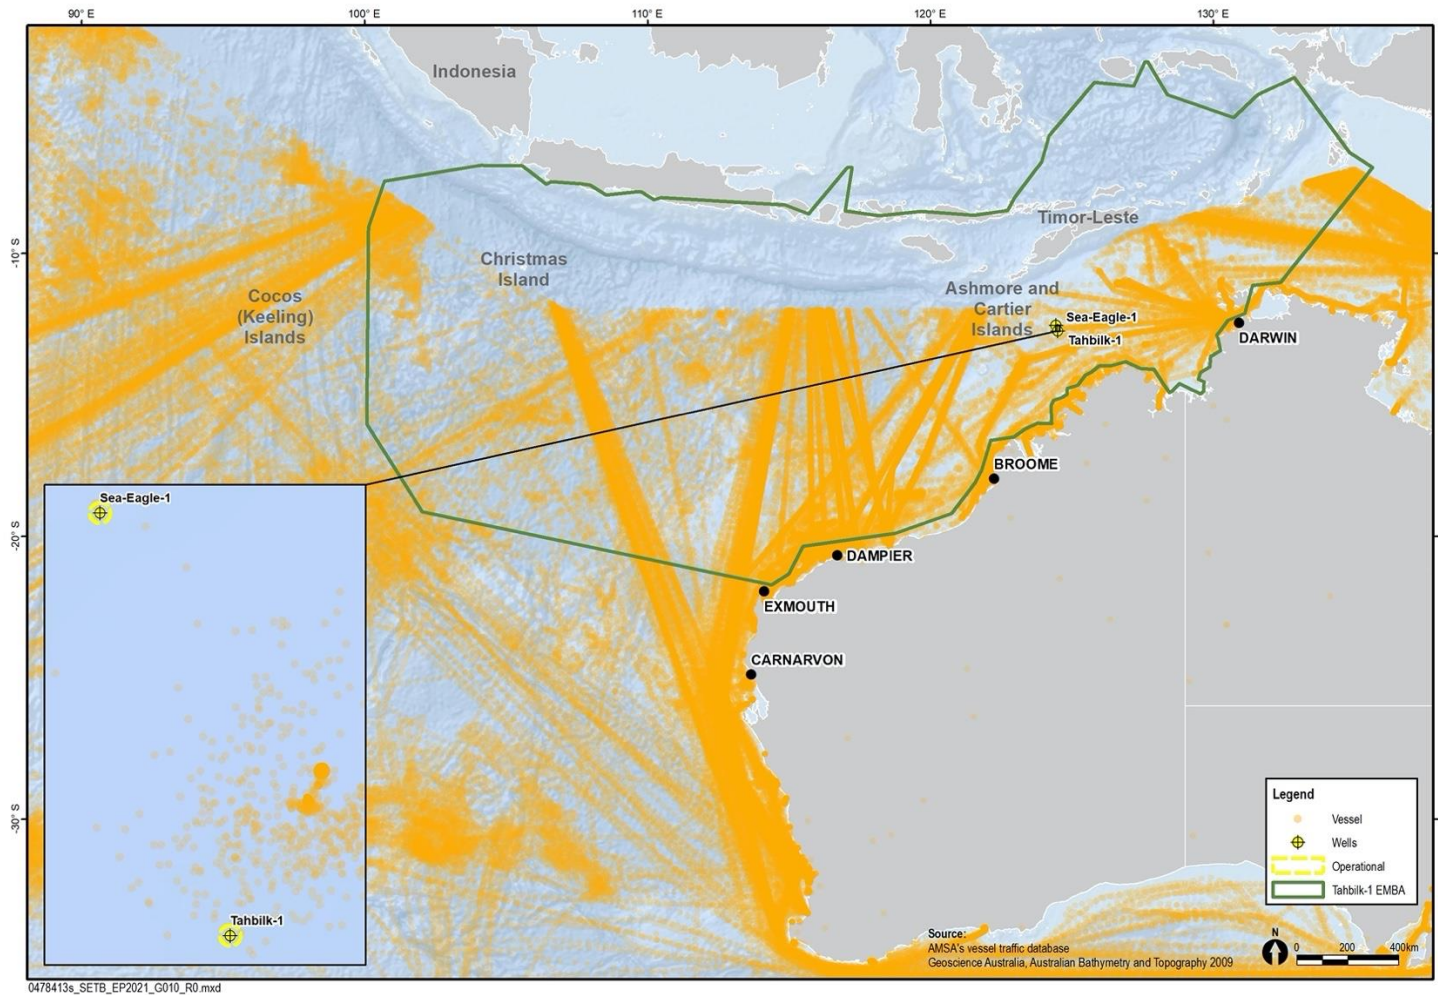 90° E
100° E
110° E
120° E
130° E
-10° S
-20° S
-30° S
-10° S
-20° S
-30° S
Indonesia
Timor-Leste
Christmas
Island
Cocos
(Keeling)
Islands
Ashmore and
Cartier
Islands
Sea-Eagle-1
Tahbilk-1
DARWIN
BROOME
DAMPIER
EXMOUTH
CARNARVON
Sea-Eagle-1
Tahbilk-1
Legend
Vessel
Wells
Operational
Tahbilk-1 EMBA
Source:
AMSA's vessel traffic database
Geoscience Australia, Australian Bathymetry and Topography 2009
N
0 200 400km
0478413s_SETB_EP2021_G010_R0.mxd